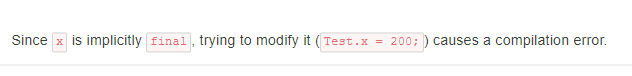 Since x is implicitly final, trying to modify it (Test.x = 200;) causes a compilation error.